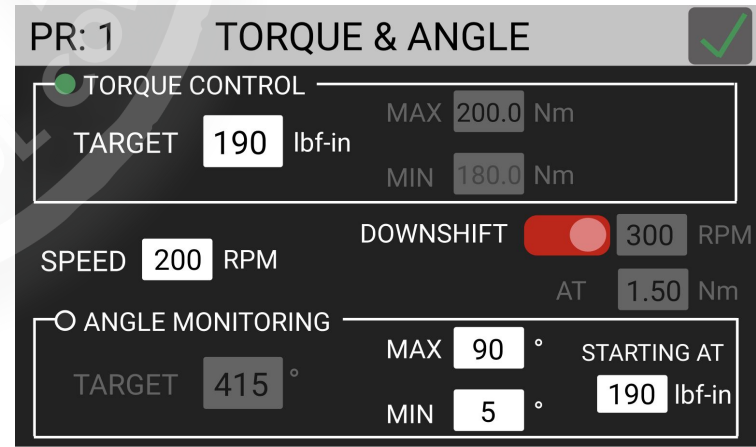 PR: 1 TORQUE & ANGLE
TORQUE CONTROL
TARGET 190 lbf-in
MAX 200.0 Nm
MIN 180.0 Nm
SPEED 200 RPM
DOWNSHIFT 300 RPM
AT 1.50 Nm
ANGLE MONITORING
TARGET 415 °
MAX 90 °
MIN 5 °
STARTING AT
190 lbf-in